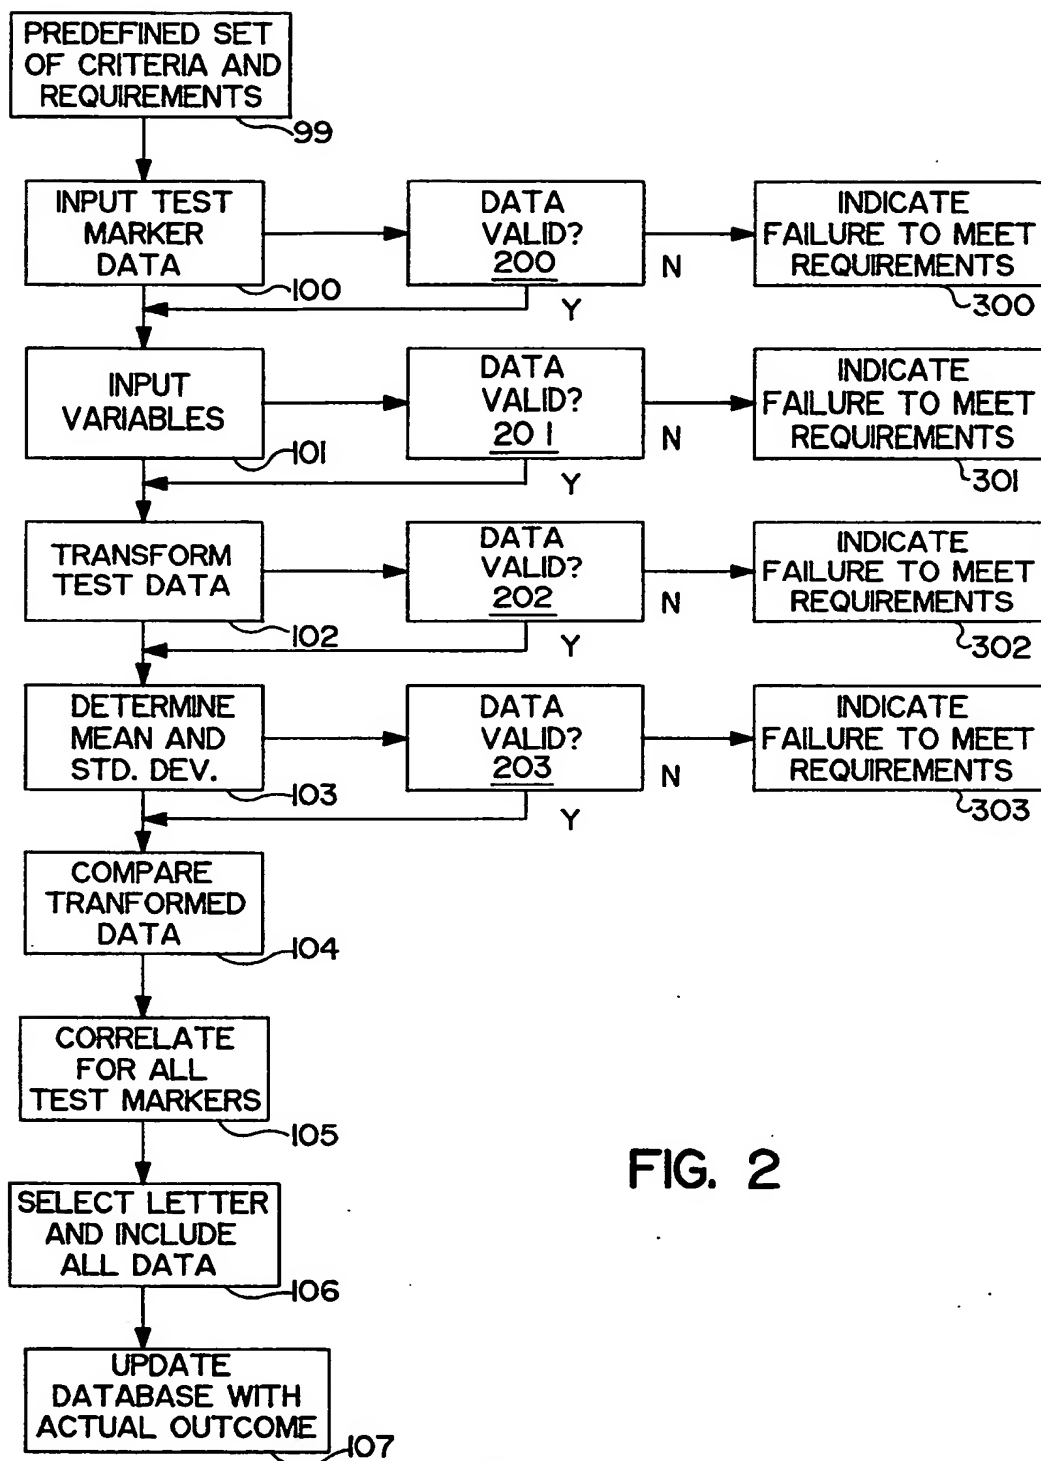 PREDEFINED SET
OF CRITERIA AND
REQUIREMENTS
99
INPUT TEST
MARKER
DATA
100
DATA
VALID?
200
N
Y
INDICATE
FAILURE TO MEET
REQUIREMENTS
300
INPUT
VARIABLES
101
DATA
VALID?
201
N
Y
INDICATE
FAILURE TO MEET
REQUIREMENTS
301
TRANSFORM
TEST DATA
102
DATA
VALID?
202
N
Y
INDICATE
FAILURE TO MEET
REQUIREMENTS
302
DETERMINE
MEAN AND
STD. DEV.
103
DATA
VALID?
203
N
Y
INDICATE
FAILURE TO MEET
REQUIREMENTS
303
COMPARE
TRANFORMED
DATA
104
CORRELATE
FOR ALL
TEST MARKERS
105
SELECT LETTER
AND INCLUDE
ALL DATA
106
UPDATE
DATABASE WITH
ACTUAL OUTCOME
107
FIG. 2